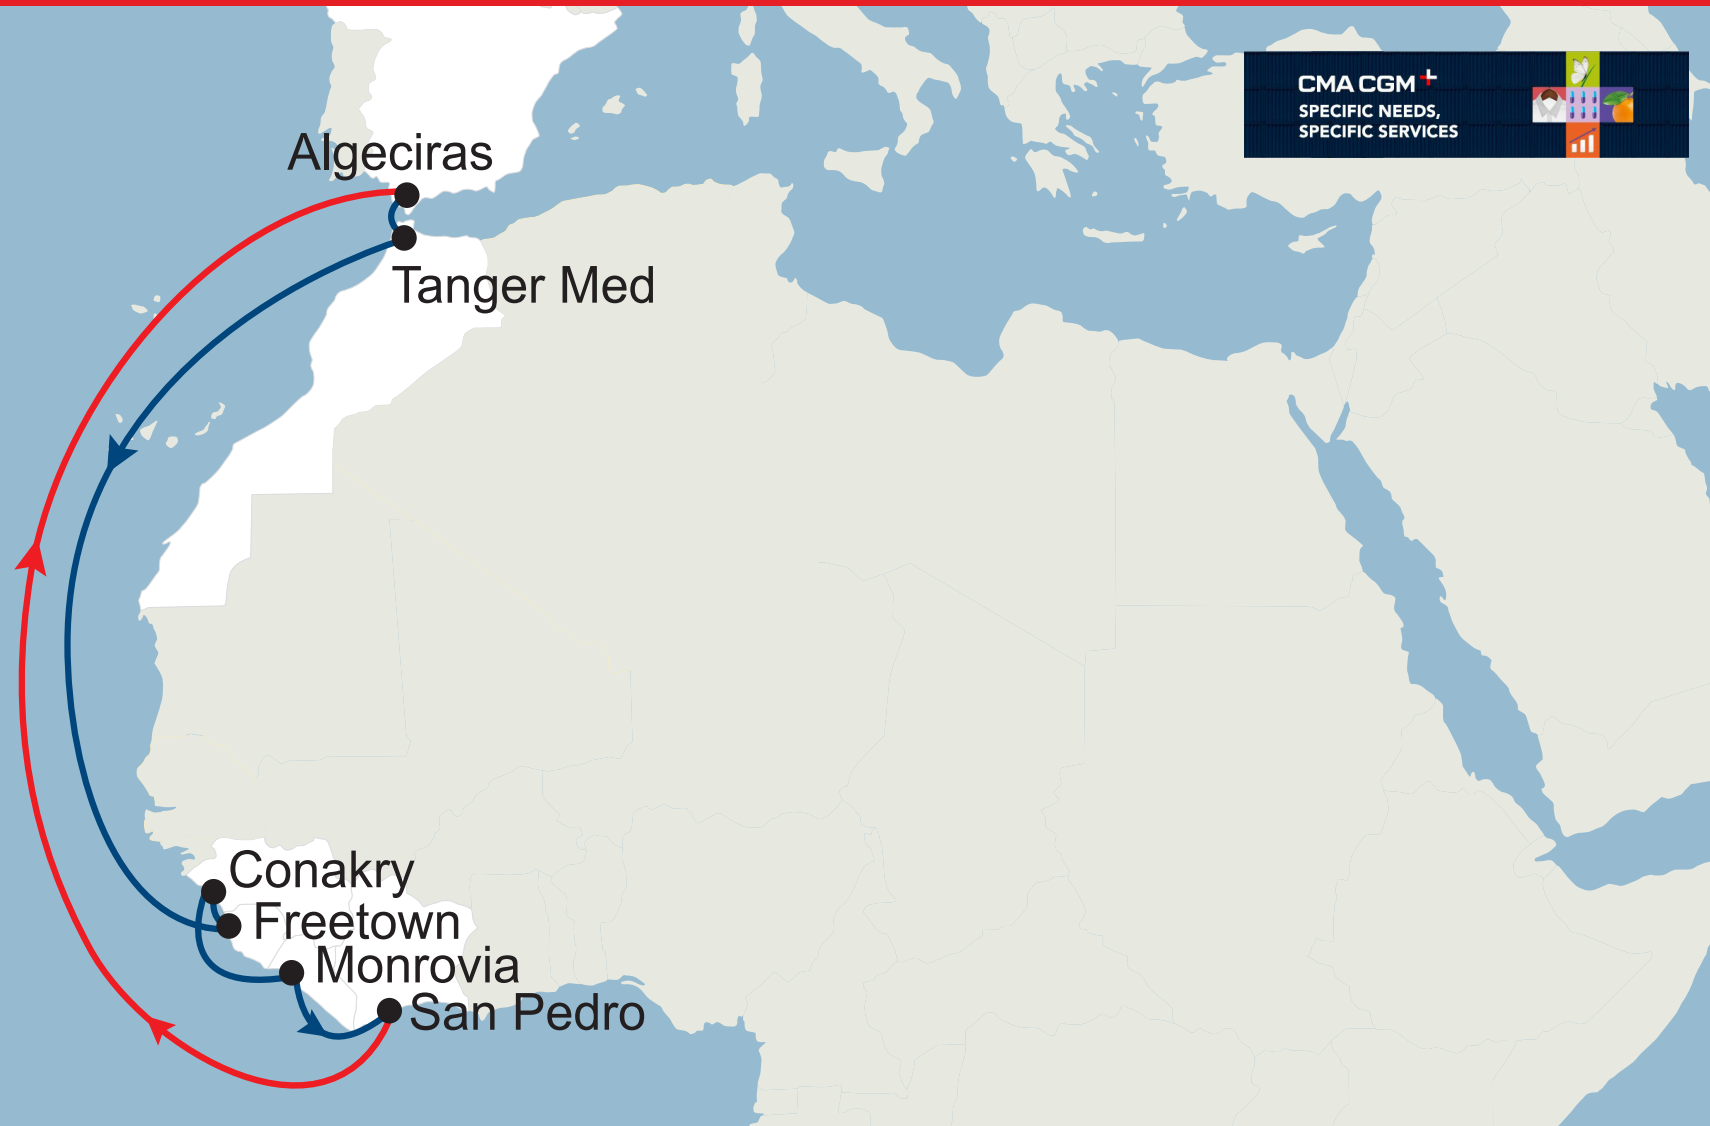 CMA CGM+
SPECIFIC NEEDS,
SPECIFIC SERVICES
Algeciras
Tanger Med
Conakry
Freetown
Monrovia
San Pedro